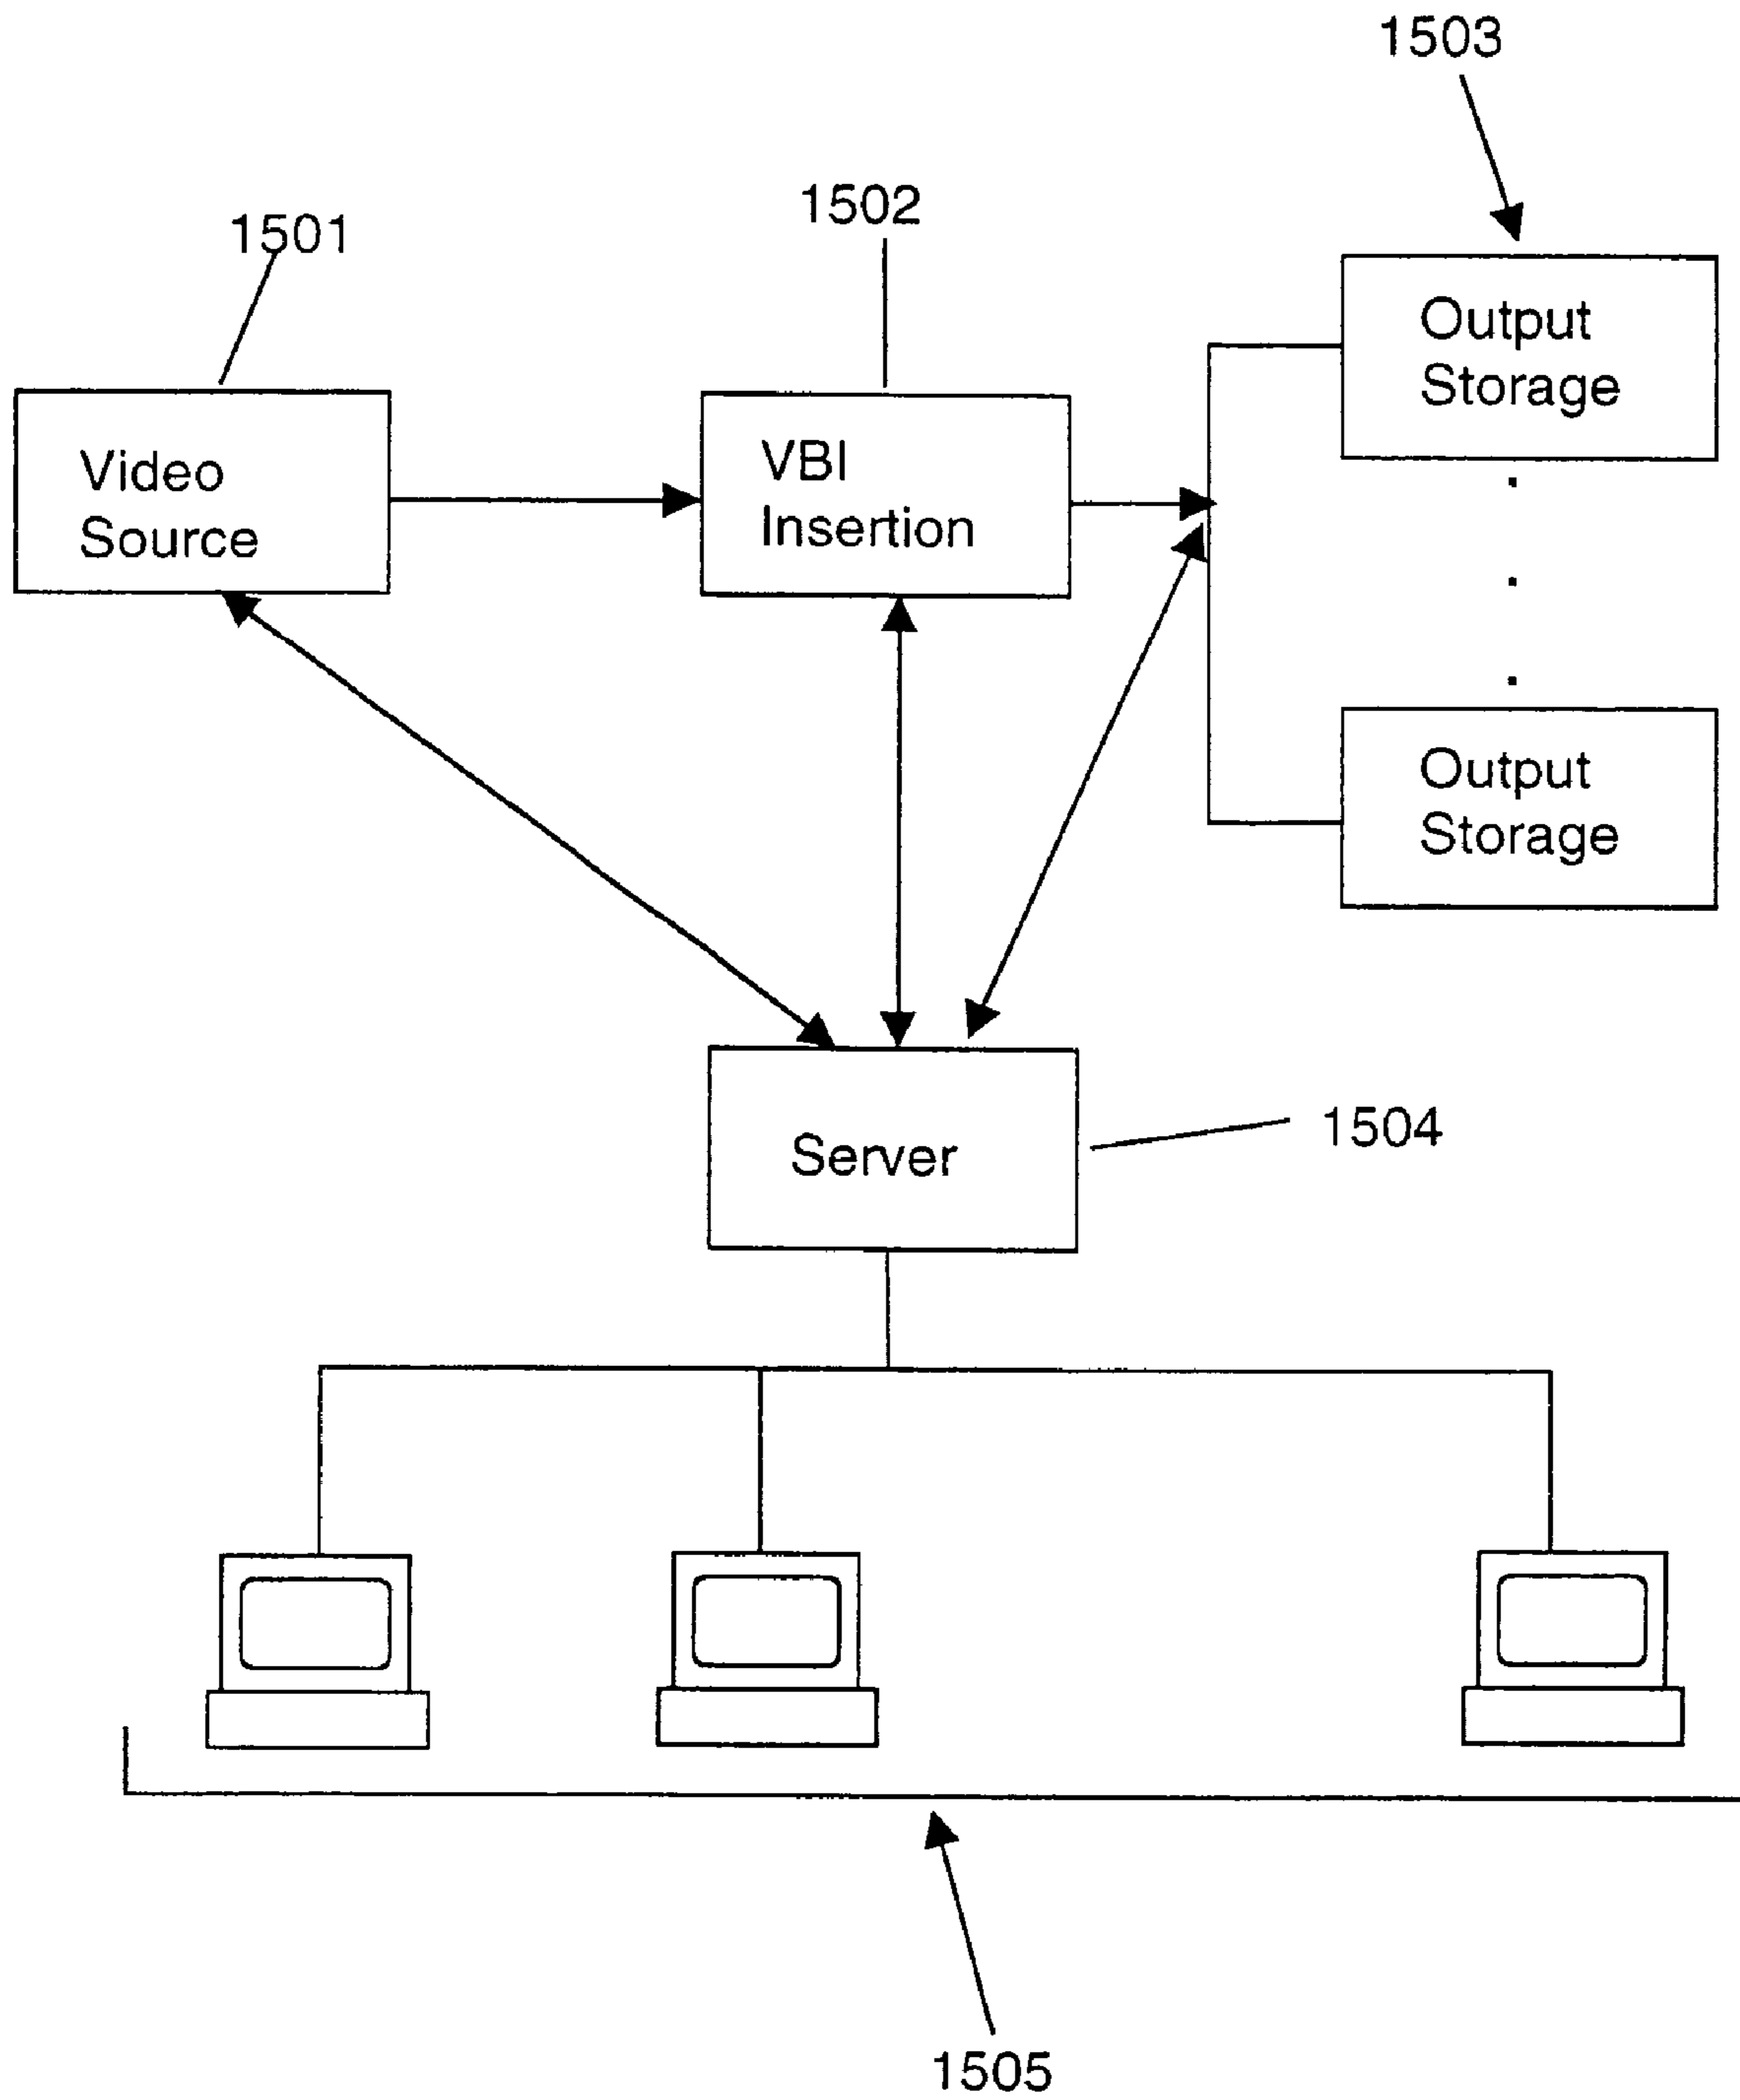 1503
1502
1501
Output
Storage
VBI
Insertion
Video
Source
Output
Storage
Server
1504
1505